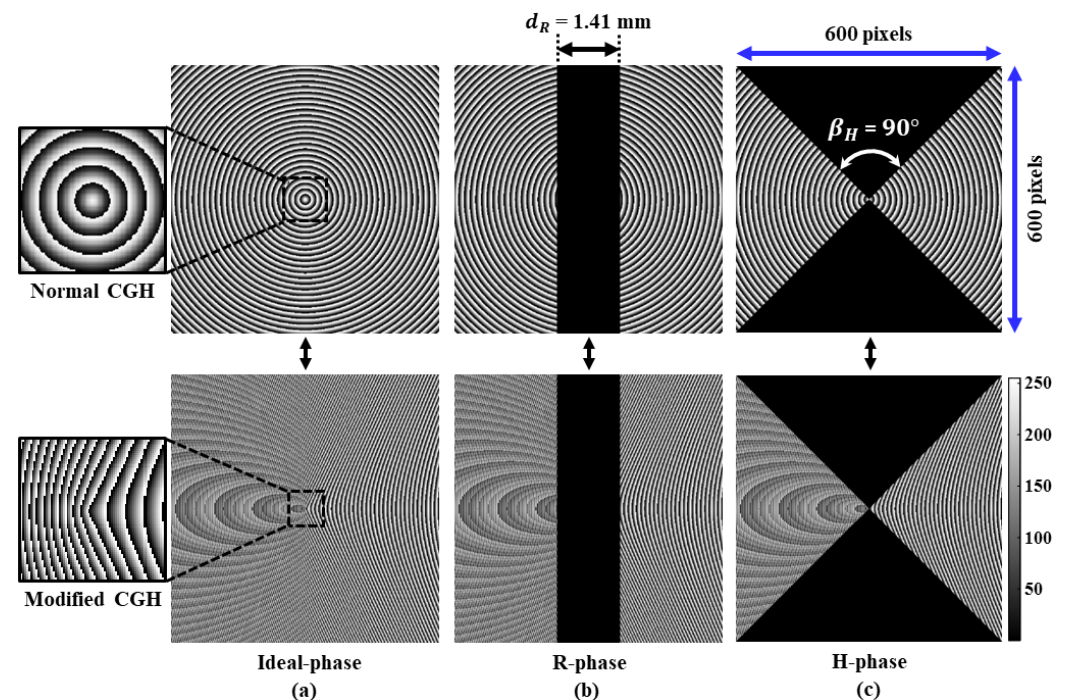 d_R = 1.41 mm
600 pixels
β_H = 90°
600 pixels
Normal CGH
250
200
150
100
50
Modified CGH
Ideal-phase
R-phase
H-phase
(a)
(b)
(c)